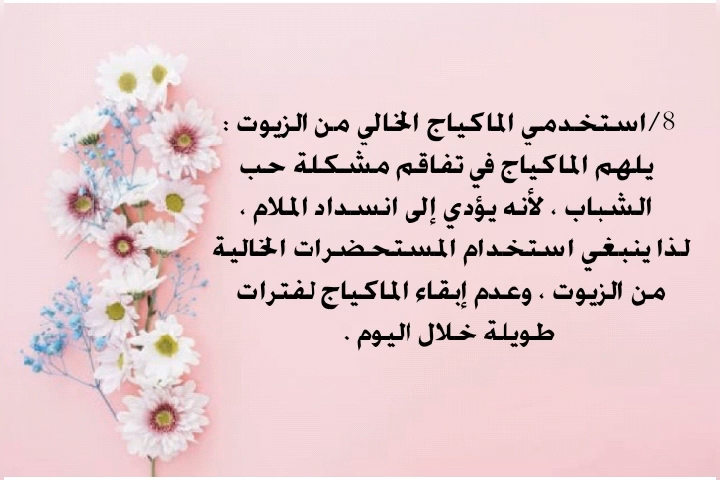 8/استخدمي الماكياج الخالي من الزيوت :
يلهم الماكياج في تفاقم مشكلة حب
الشباب ، لأنه يؤدي إلى انسداد الملام ،
لذا ينبغي استخدام المستحضرات الخالية
من الزيوت ، وعدم إبقاء الماكياج لفترات
طويلة خلال اليوم .